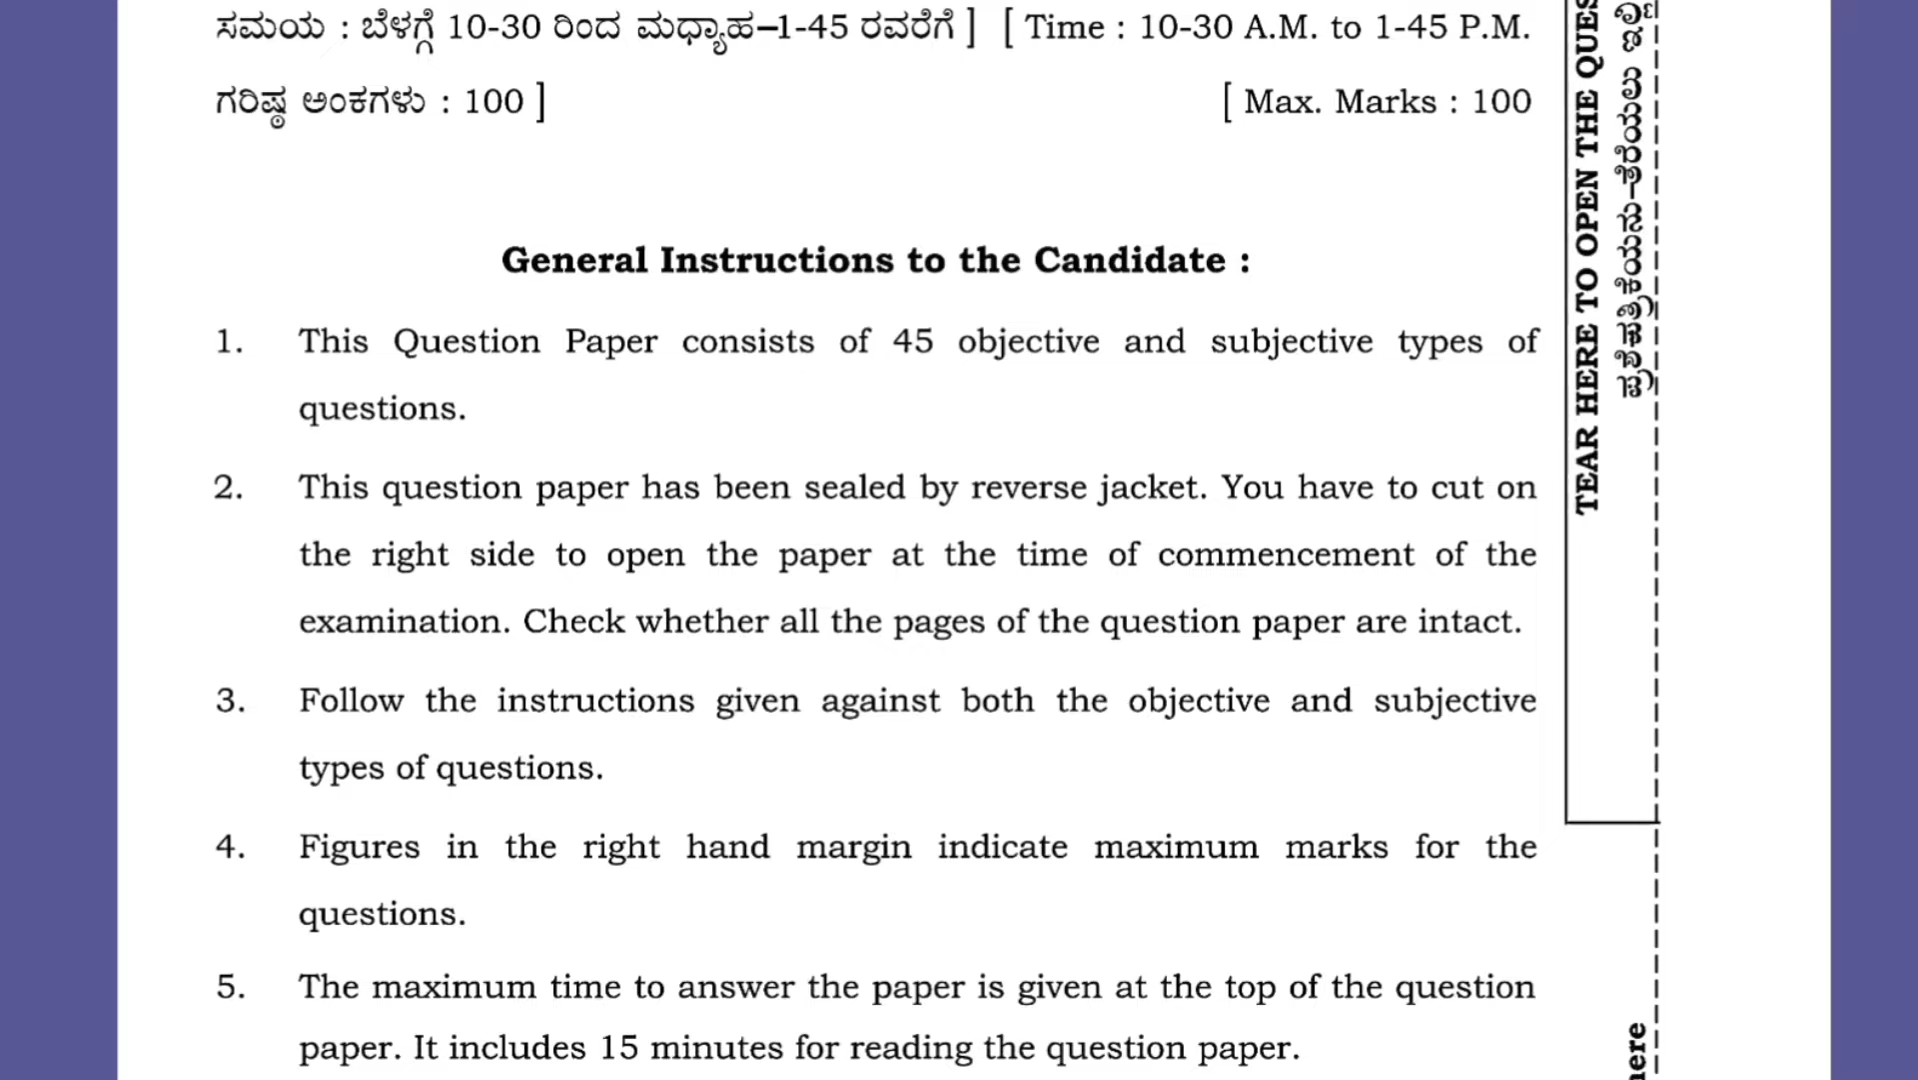 ಸಮಯ : ಬೆಳಗ್ಗೆ 10-30 ರಿಂದ ಮಧ್ಯಾಹ–1-45 ರವರೆಗೆ ] [ Time : 10-30 A.M. to 1-45 P.M.
ಗರಿಷ್ಠ ಅಂಕಗಳು : 100 ] [ Max. Marks : 100
General Instructions to the Candidate :
1. This Question Paper consists of 45 objective and subjective types of
questions.
2. This question paper has been sealed by reverse jacket. You have to cut on
the right side to open the paper at the time of commencement of the
examination. Check whether all the pages of the question paper are intact.
3. Follow the instructions given against both the objective and subjective
types of questions.
4. Figures in the right hand margin indicate maximum marks for the
questions.
5. The maximum time to answer the paper is given at the top of the question
paper. It includes 15 minutes for reading the question paper.
TEAR HERE TO OPEN THE QUES